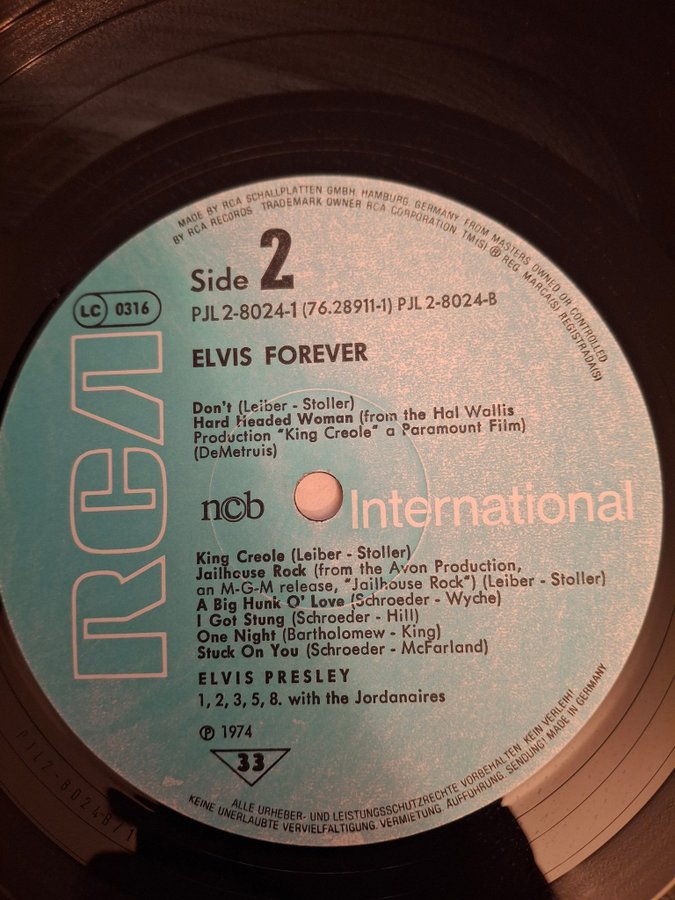 MADE BY RCA SCHALLPLATTEN GMBH, HAMBURG, GERMANY, FROM MASTERS OWNED OR CONTROLLED
BY RCA RECORDS TRADEMARK OWNER RCA CORPORATION TM(S) ® REG. MARCA(S) REGISTRADA(S)
Side 2
LC 0316
PJL 2-8024-1 (76.28911-1) PJL 2-8024-B
ELVIS FOREVER
RCA
Don't (Leiber - Stoller)
Hard Headed Woman (from the Hal Wallis
Production "King Creole" a Paramount Film)
(DeMetruis)
ncb
International
King Creole (Leiber - Stoller)
Jailhouse Rock (from the Avon Production,
an M-G-M release, "Jailhouse Rock") (Leiber - Stoller)
A Big Hunk O' Love (Schroeder - Wyche)
I Got Stung (Schroeder - Hill)
One Night (Bartholomew - King)
Stuck On You (Schroeder - McFarland)
ELVIS PRESLEY
1, 2, 3, 5, 8. with the Jordanaires
℗ 1974
33
ALLE URHEBER- UND LEISTUNGSSCHUTZRECHTE VORBEHALTEN. KEIN VERLEIH!
KEINE UNERLAUBTE VERVIELFALTIGUNG, VERMIETUNG, AUFFÜHRUNG, SENDUNG! MADE IN GERMANY